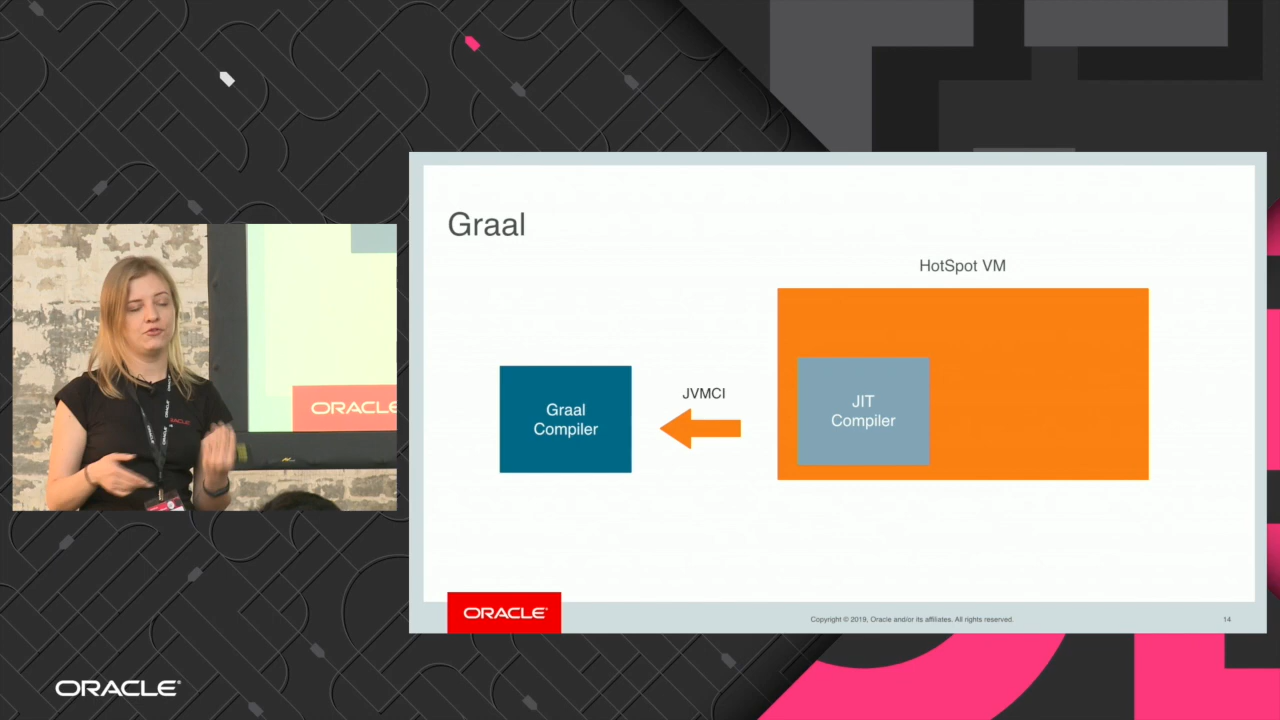 Graal
HotSpot VM
Graal
Compiler
JVMCI
JIT
Compiler
ORACLE
Copyright © 2019, Oracle and/or its affiliates. All rights reserved.
14
ORACLE
ORACLE